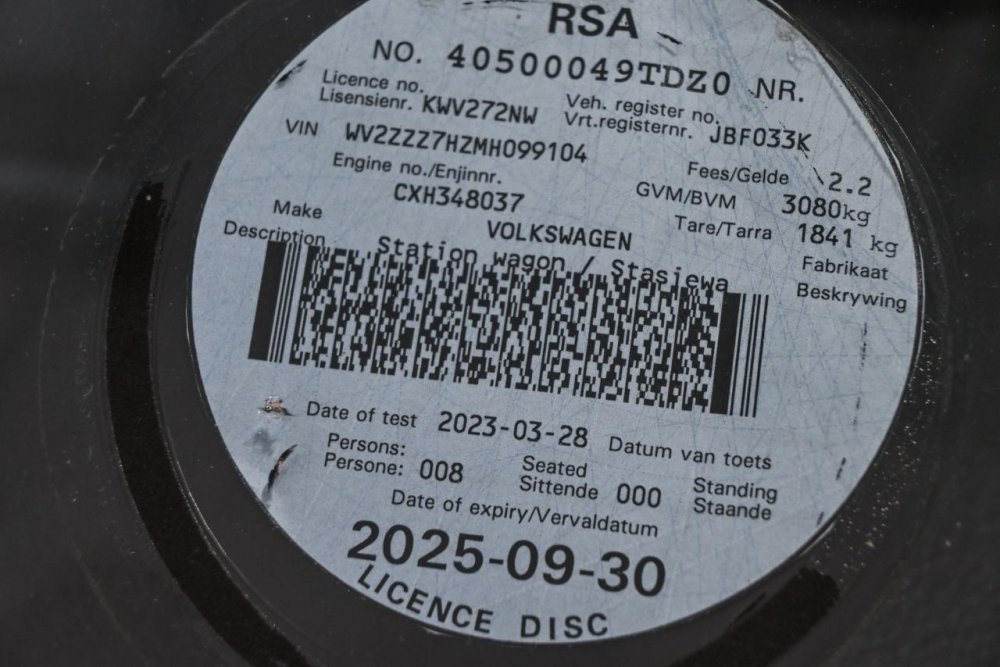 RSA
NO. 40500049TDZ0 NR.
Licence no. Veh. register no.
Lisensienr. KWV272NW Vrt.registernr. JBF033K
VIN WV2ZZZ7HZMH099104
Fees/Gelde 2.2
Engine no./Enjinnr. GVM/BVM 3080kg
CXH348037 Tare/Tarra 1841 kg
Make VOLKSWAGEN Fabrikaat
Description Station wagon / Stasiewa Beskrywing
Date of test 2023-03-28 Datum van toets
Persons: Seated Standing
Persone: 008 Sittende 000 Staande
Date of expiry/Vervaldatum
2025-09-30
LICENCE DISC